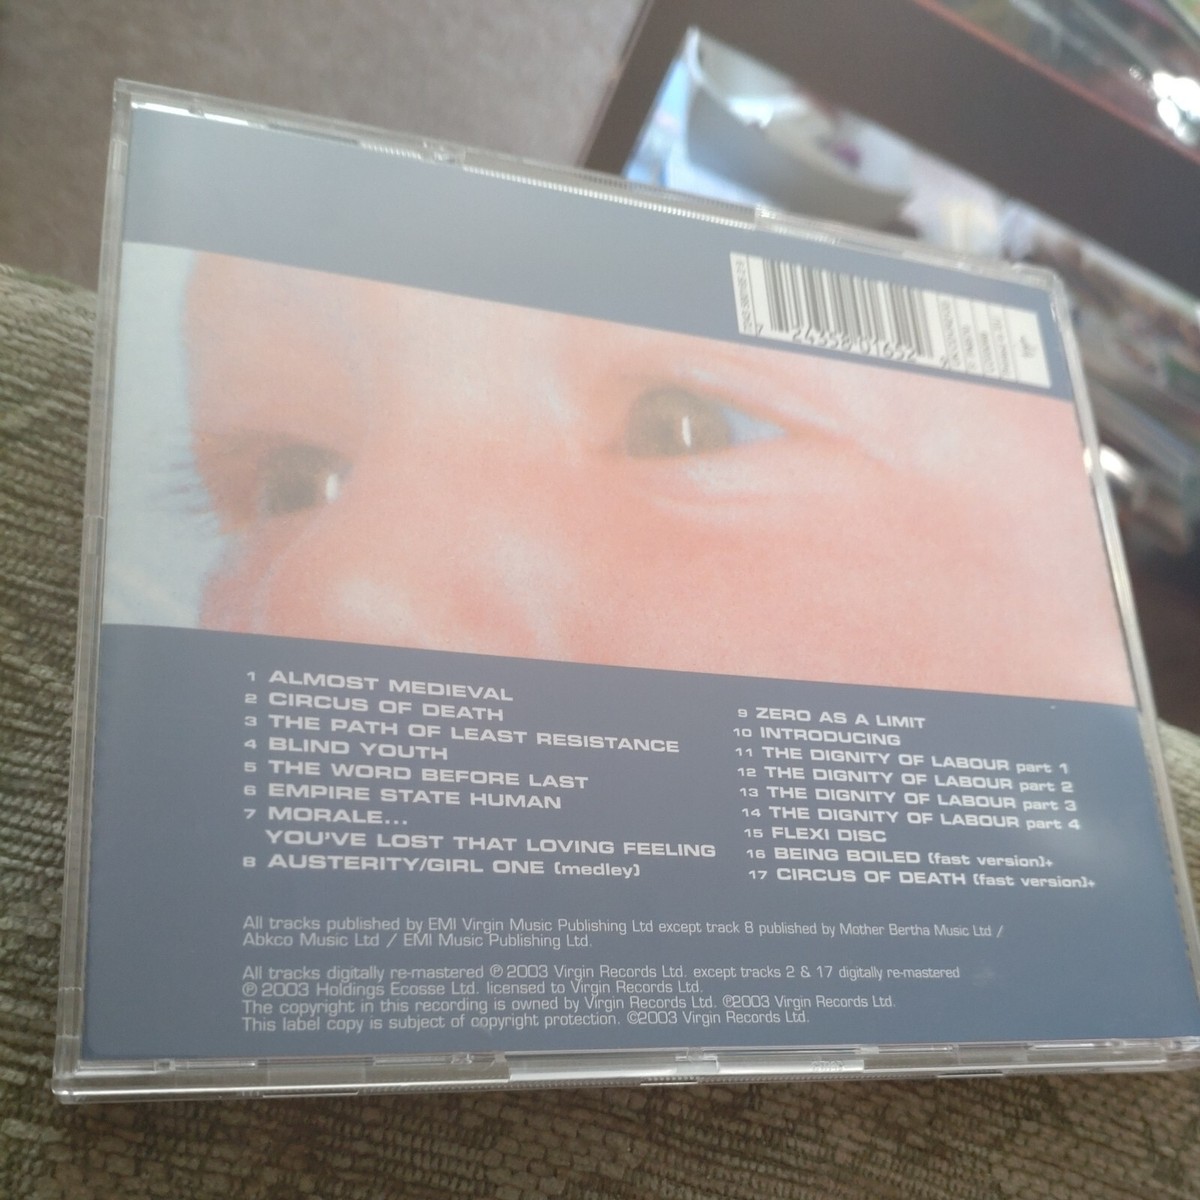 7 24358 01652 2
ALMOST MEDIEVAL
1 ALMOST MEDIEVAL
2 CIRCUS OF DEATH
3 THE PATH OF LEAST RESISTANCE
4 BLIND YOUTH
5 THE WORD BEFORE LAST
6 EMPIRE STATE HUMAN
7 MORALE...
YOU'VE LOST THAT LOVING FEELING
8 AUSTERITY/GIRL ONE (medley)
9 ZERO AS A LIMIT
10 INTRODUCING
11 THE DIGNITY OF LABOUR part 1
12 THE DIGNITY OF LABOUR part 2
13 THE DIGNITY OF LABOUR part 3
14 THE DIGNITY OF LABOUR part 4
15 FLEXI DISC
16 BEING BOILED (fast version)+
17 CIRCUS OF DEATH (fast version)+
All tracks published by EMI Virgin Music Publishing Ltd except track 8 published by Mother Bertha Music Ltd /
Abkco Music Ltd / EMI Music Publishing Ltd.
All tracks digitally re-mastered ℗ 2003 Virgin Records Ltd. except tracks 2 & 17 digitally re-mastered
℗ 2003 Holdings Ecosse Ltd. licensed to Virgin Records Ltd.
The copyright in this recording is owned by Virgin Records Ltd. ℗2003 Virgin Records Ltd.
This label copy is subject of copyright protection. ©2003 Virgin Records Ltd.